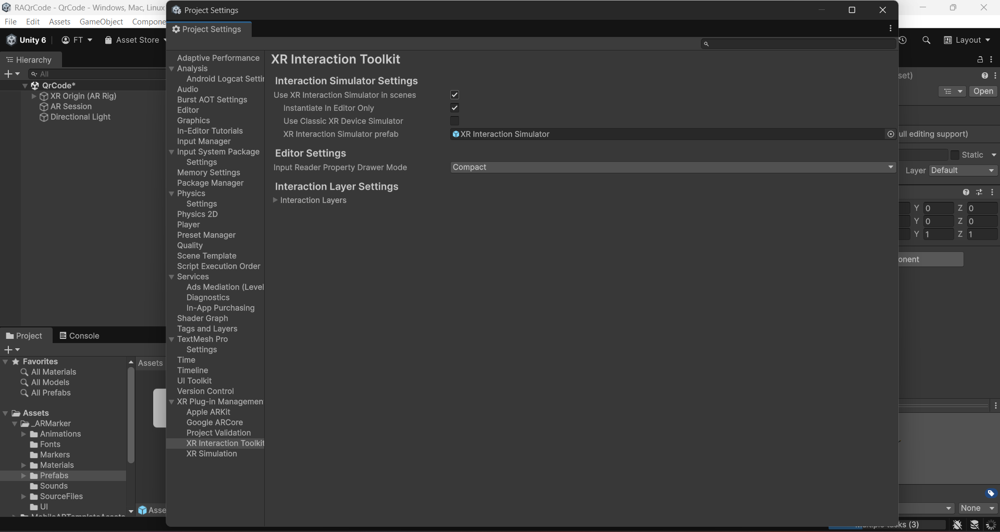 RAQrCode - QrCode - Windows, Mac, Linux
File Edit Assets GameObject Compone
Unity 6 FT Asset Store
Hierarchy
All
QrCode*
XR Origin (AR Rig)
AR Session
Directional Light
Project Console
Favorites
All Materials
All Models
All Prefabs
Assets
_ARMarker
Animations
Fonts
Markers
Materials
Prefabs
Sounds
SourceFiles
UI
MobileARTemplateAssets
Assets
Asse
Project Settings
Project Settings
Adaptive Performance
Analysis
Android Logcat Settin
Audio
Burst AOT Settings
Editor
Graphics
In-Editor Tutorials
Input Manager
Input System Package
Settings
Memory Settings
Package Manager
Physics
Settings
Physics 2D
Player
Preset Manager
Quality
Scene Template
Script Execution Order
Services
Ads Mediation (Level
Diagnostics
In-App Purchasing
Shader Graph
Tags and Layers
TextMesh Pro
Settings
Time
Timeline
UI Toolkit
Version Control
XR Plug-in Managemen
Apple ARKit
Google ARCore
Project Validation
XR Interaction Toolkit
XR Simulation
XR Interaction Toolkit
Interaction Simulator Settings
Use XR Interaction Simulator in scenes
Instantiate In Editor Only
Use Classic XR Device Simulator
XR Interaction Simulator prefab XR Interaction Simulator
Editor Settings
Input Reader Property Drawer Mode Compact
Interaction Layer Settings
Interaction Layers
Layout
set)
Open
ull editing support)
Static
Layer Default
Y 0 Z 0
Y 0 Z 0
Y 1 Z 1
onent
None
Multiple tasks (3)